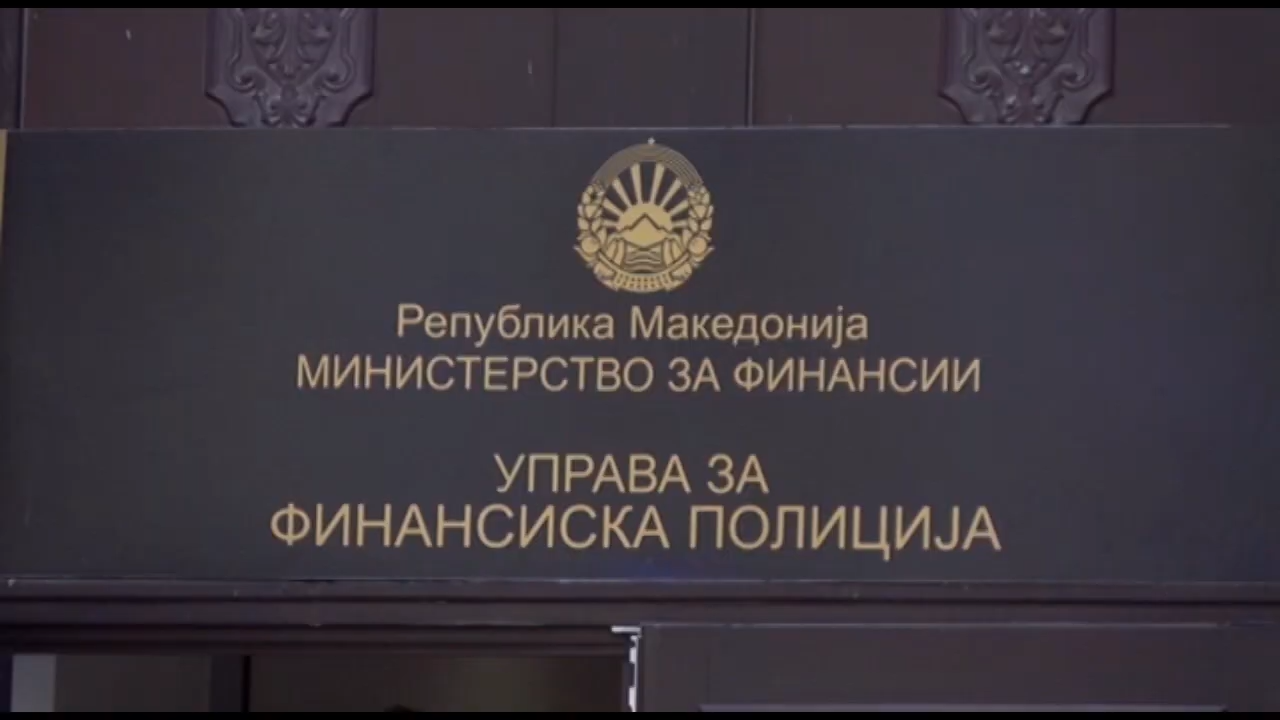 Република Македонија
МИНИСТЕРСТВО ЗА ФИНАНСИИ
УПРАВА ЗА
ФИНАНСИСКА ПОЛИЦИЈА